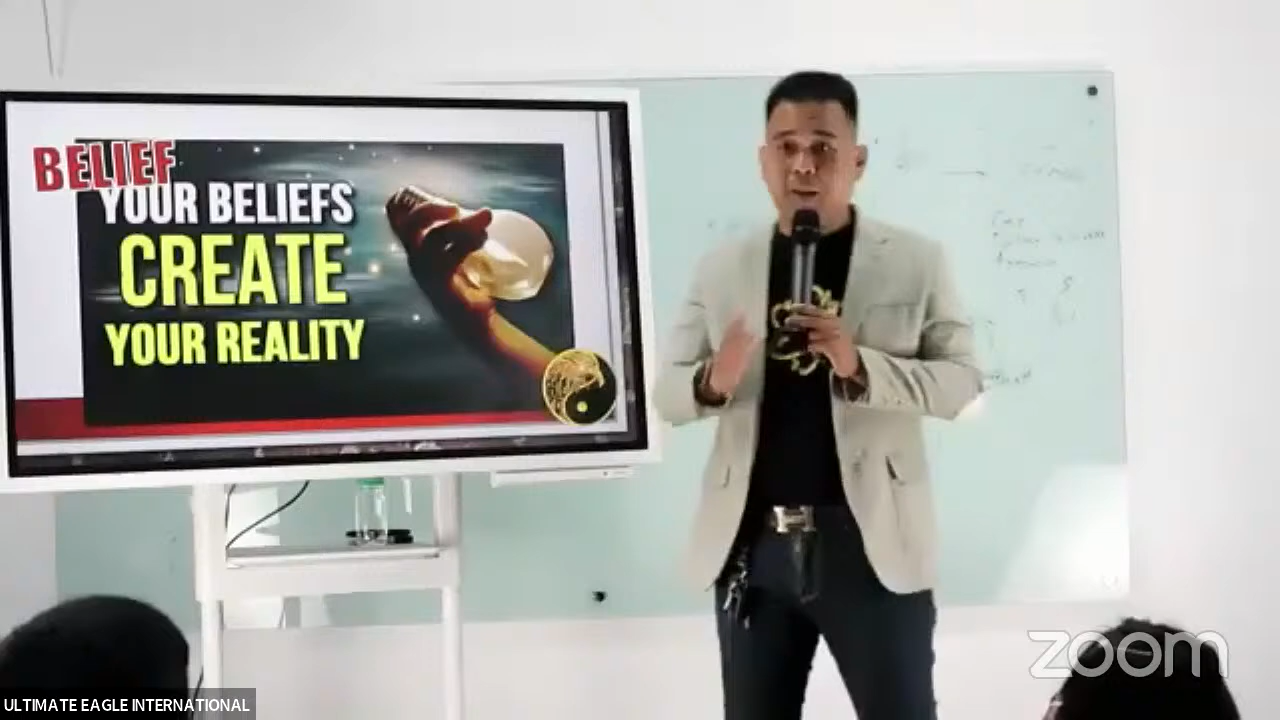 BELIEF
YOUR BELIEFS
CREATE
YOUR REALITY
ULTIMATE EAGLE INTERNATIONAL
zoom